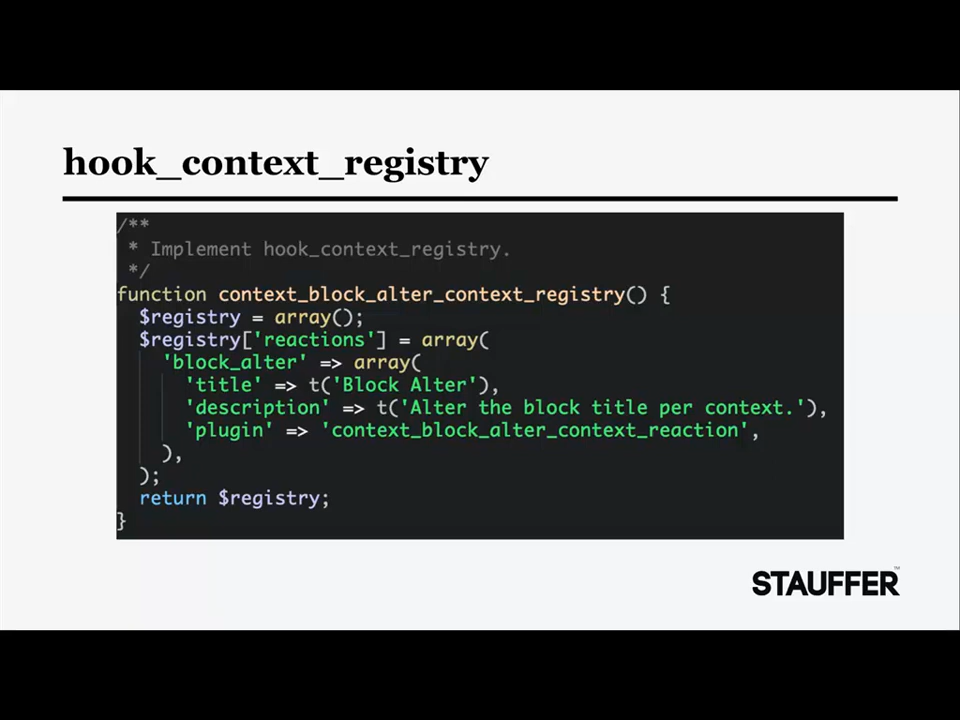 hook_context_registry
/**
 * Implement hook_context_registry.
 */
function context_block_alter_context_registry() {
  $registry = array();
  $registry['reactions'] = array(
    'block_alter' => array(
      'title' => t('Block Alter'),
      'description' => t('Alter the block title per context.'),
      'plugin' => 'context_block_alter_context_reaction',
    ),
  );
  return $registry;
}
STAUFFER™